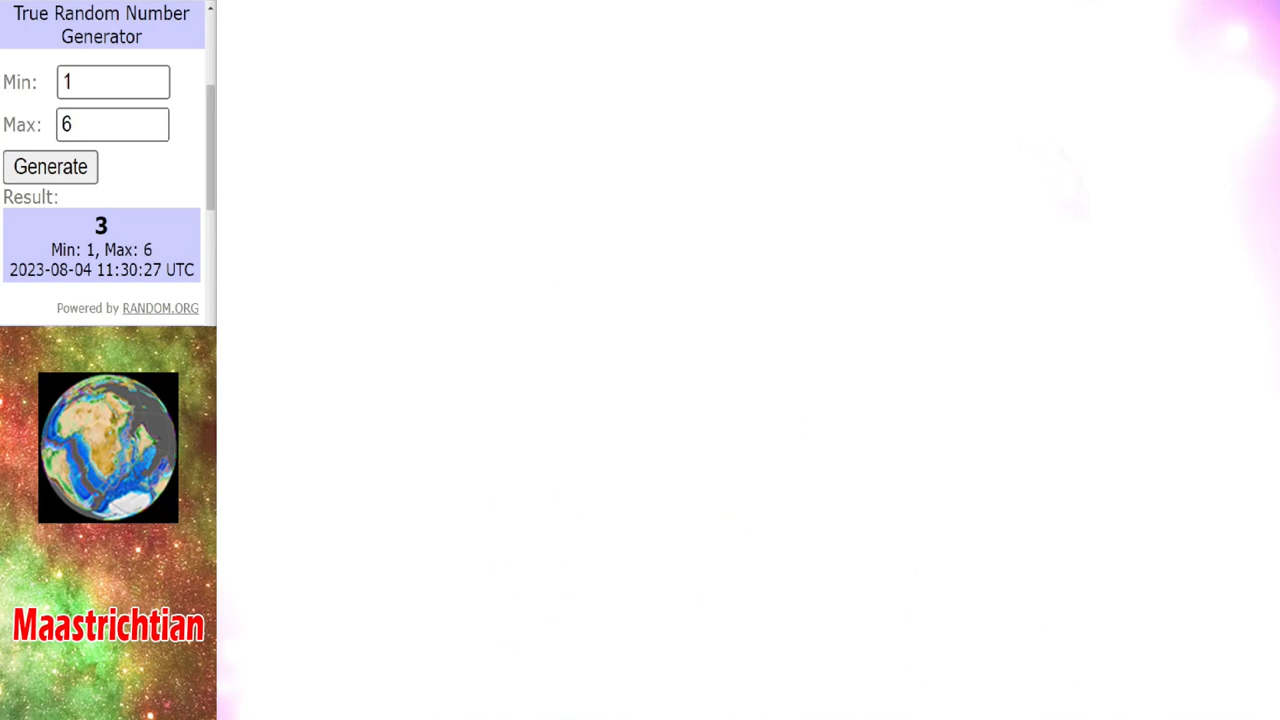 True Random Number
Generator
Min: 1
Max: 6
Generate
Result:
3
Min: 1, Max: 6
2023-08-04 11:30:27 UTC
Powered by RANDOM.ORG
Maastrichtian